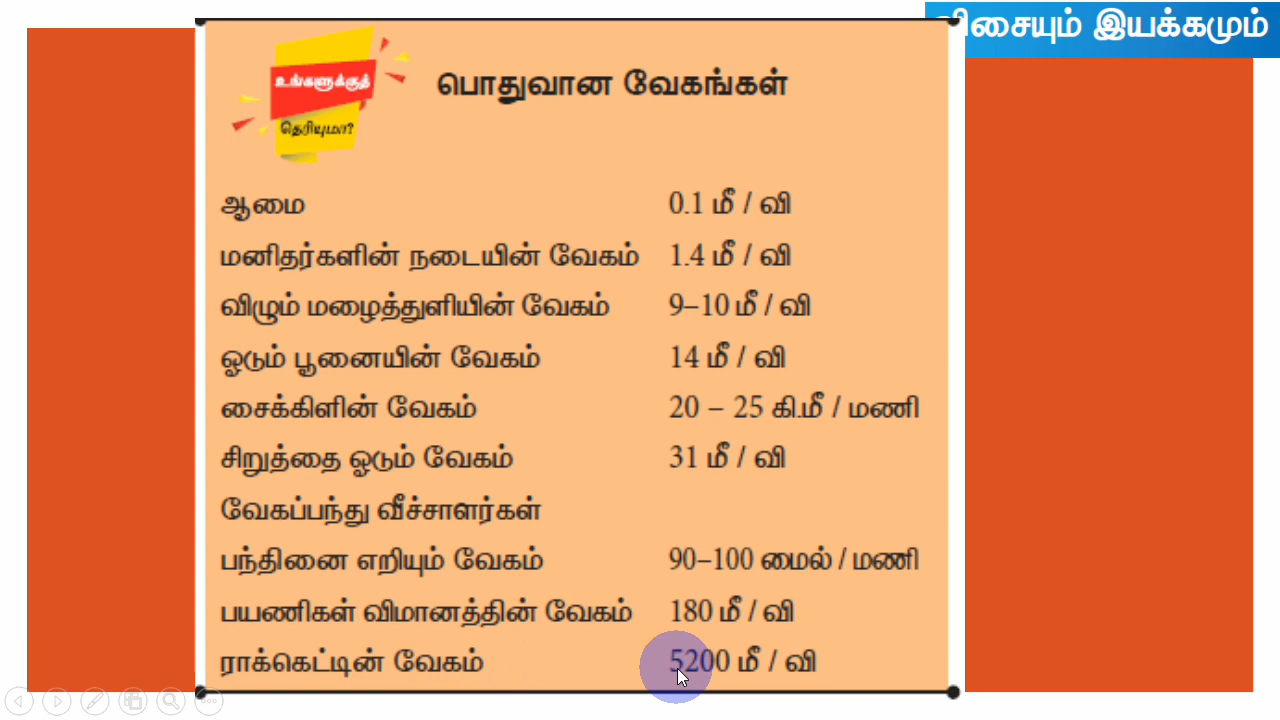 விசையும் இயக்கமும்
உங்களுக்குத்
தெரியுமா?
பொதுவான வேகங்கள்
ஆமை 0.1 மீ / வி
மனிதர்களின் நடையின் வேகம் 1.4 மீ / வி
விழும் மழைத்துளியின் வேகம் 9–10 மீ / வி
ஓடும் பூனையின் வேகம் 14 மீ / வி
சைக்கிளின் வேகம் 20 – 25 கி.மீ / மணி
சிறுத்தை ஓடும் வேகம் 31 மீ / வி
வேகப்பந்து வீச்சாளர்கள்
பந்தினை எறியும் வேகம் 90–100 மைல் / மணி
பயணிகள் விமானத்தின் வேகம் 180 மீ / வி
ராக்கெட்டின் வேகம் 5200 மீ / வி